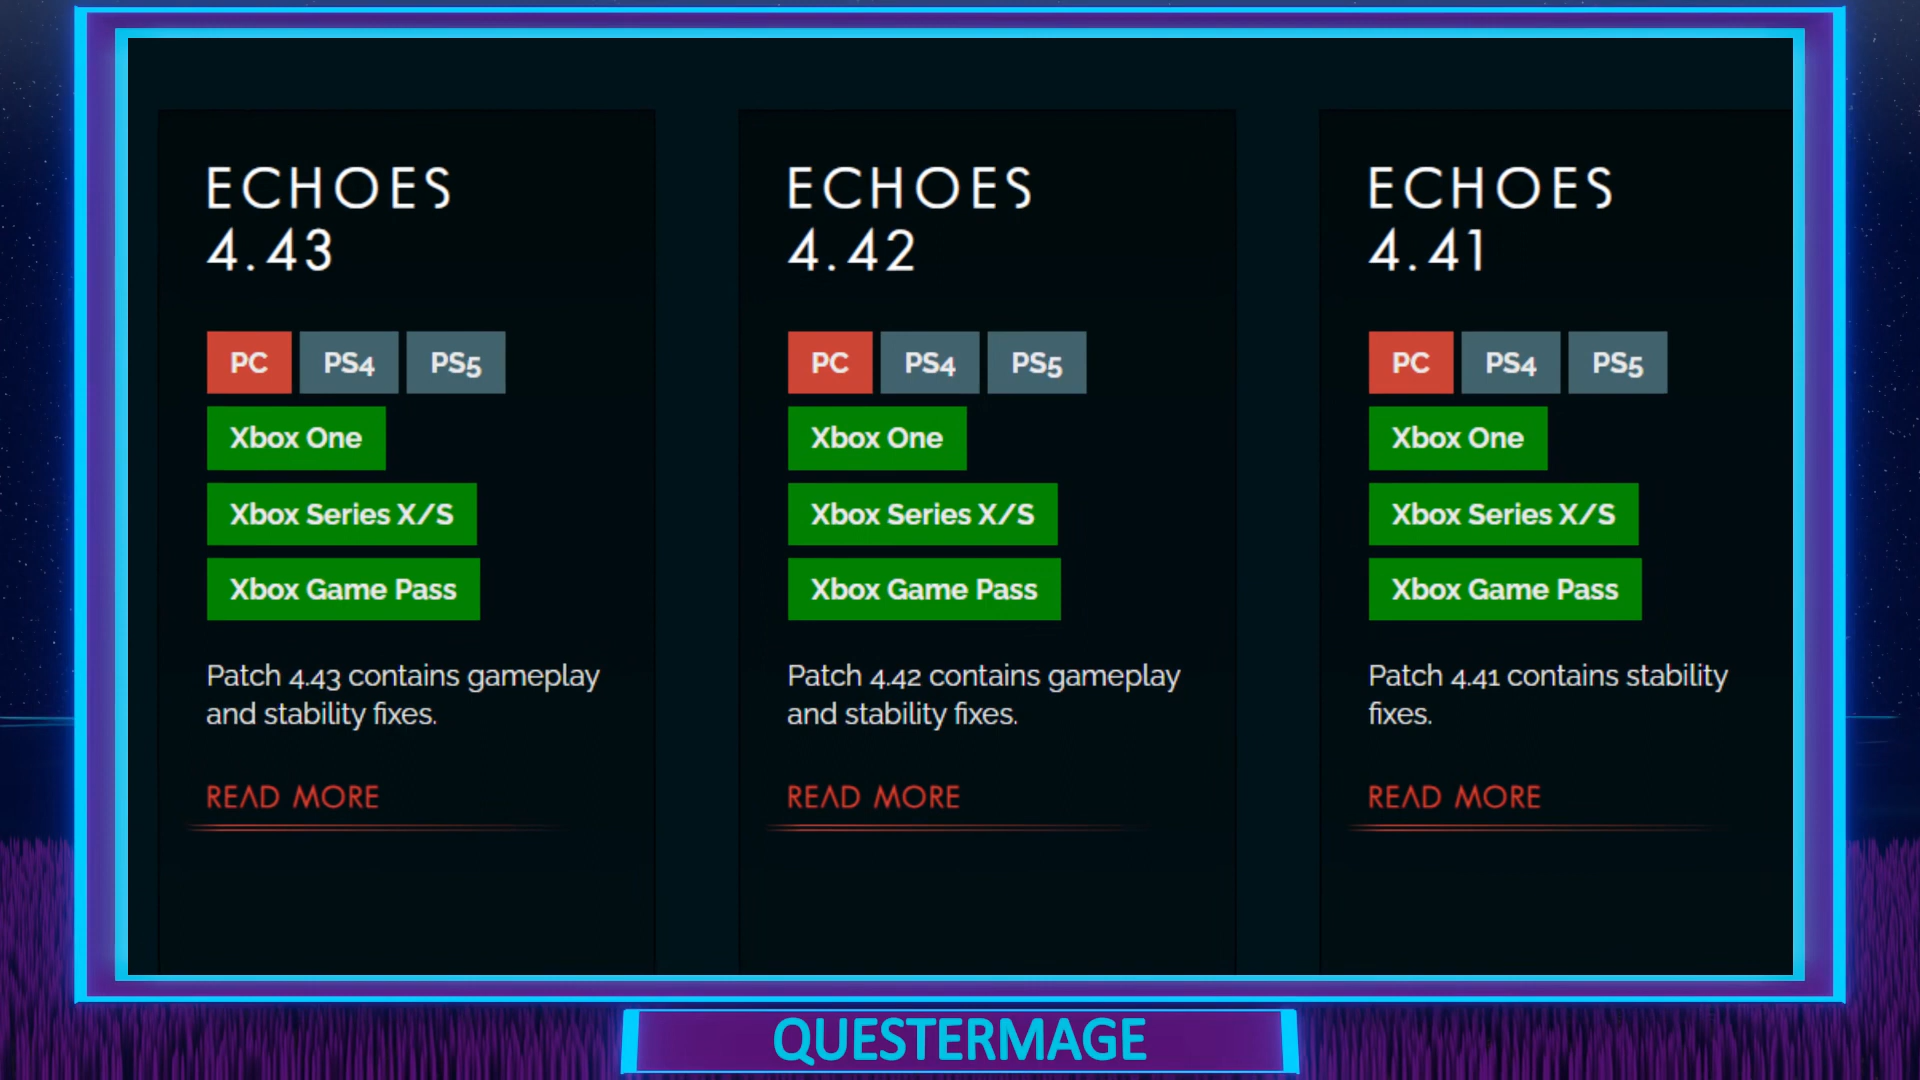 ECHOES
4.43
PC PS4 PS5
Xbox One
Xbox Series X/S
Xbox Game Pass
Patch 4.43 contains gameplay
and stability fixes.
READ MORE
ECHOES
4.42
PC PS4 PS5
Xbox One
Xbox Series X/S
Xbox Game Pass
Patch 4.42 contains gameplay
and stability fixes.
READ MORE
ECHOES
4.41
PC PS4 PS5
Xbox One
Xbox Series X/S
Xbox Game Pass
Patch 4.41 contains stability
fixes.
READ MORE
QUESTERMAGE